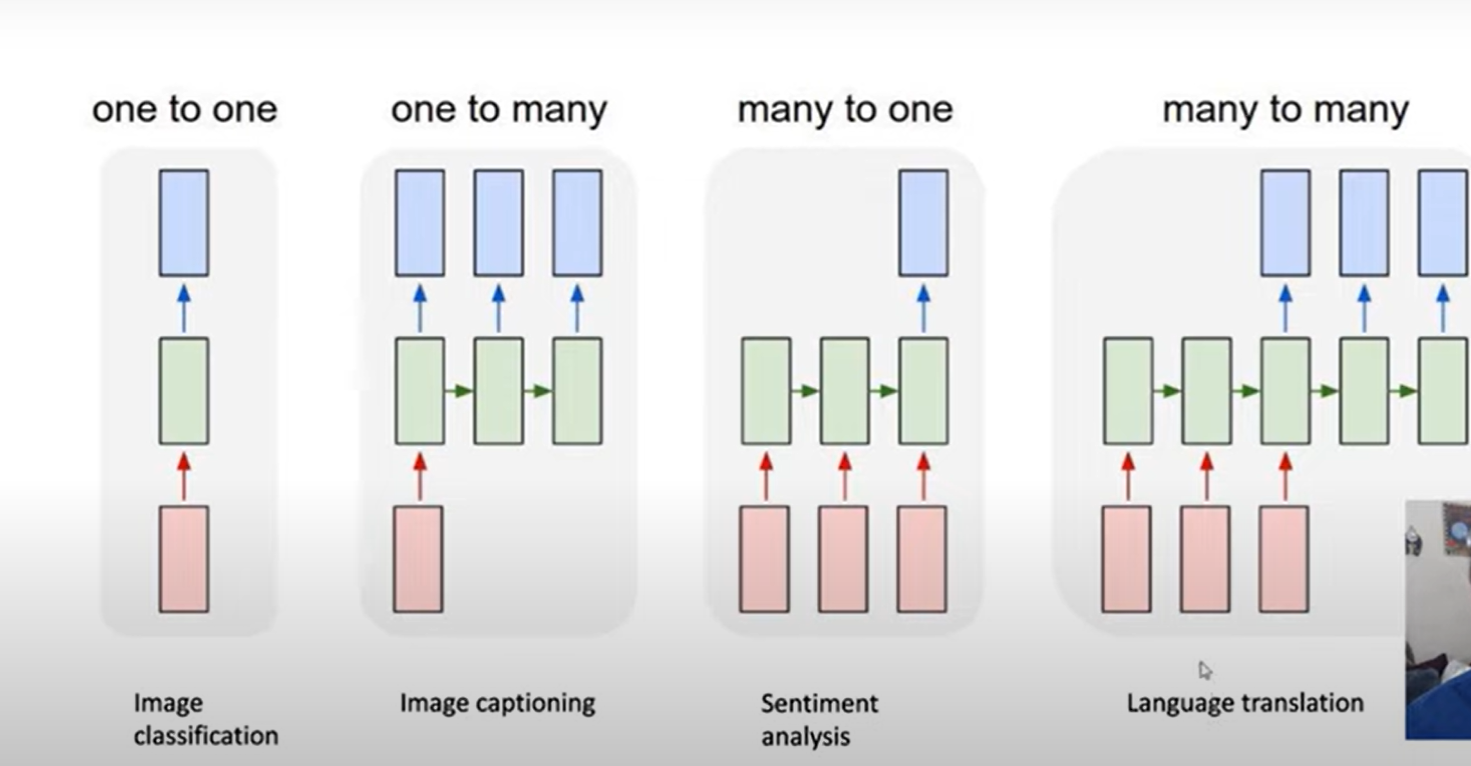 one to one
one to many
many to one
many to many
Image
classification
Image captioning
Sentiment
analysis
Language translation